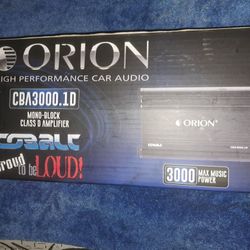 ORION
HIGH PERFORMANCE CAR AUDIO
CBA3000.1D
MONO-BLOCK
CLASS D AMPLIFIER
COBALT
Proud
to be LOUD!
ORION
COBALT
3000 MAX MUSIC
POWER